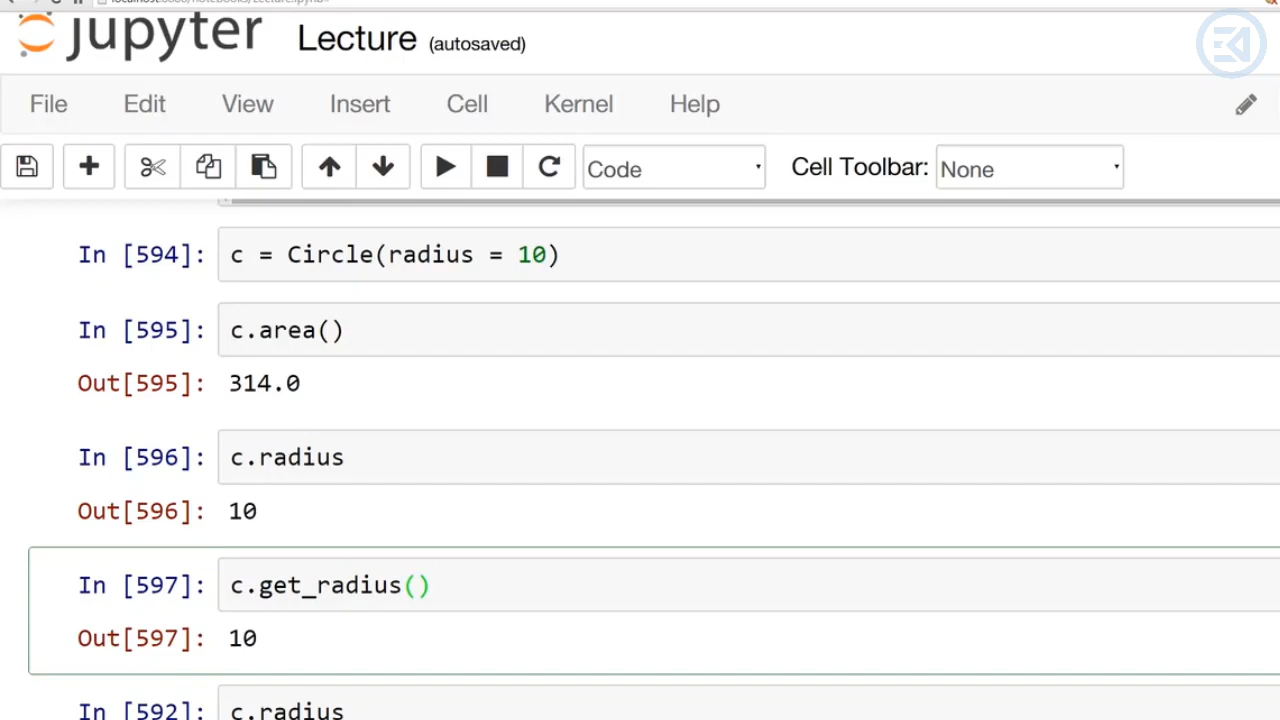 jupyter Lecture (autosaved)
File Edit View Insert Cell Kernel Help
Code Cell Toolbar: None
In [594]: c = Circle(radius = 10)
In [595]: c.area()
Out[595]: 314.0
In [596]: c.radius
Out[596]: 10
In [597]: c.get_radius()
Out[597]: 10
In [592]: c.radius